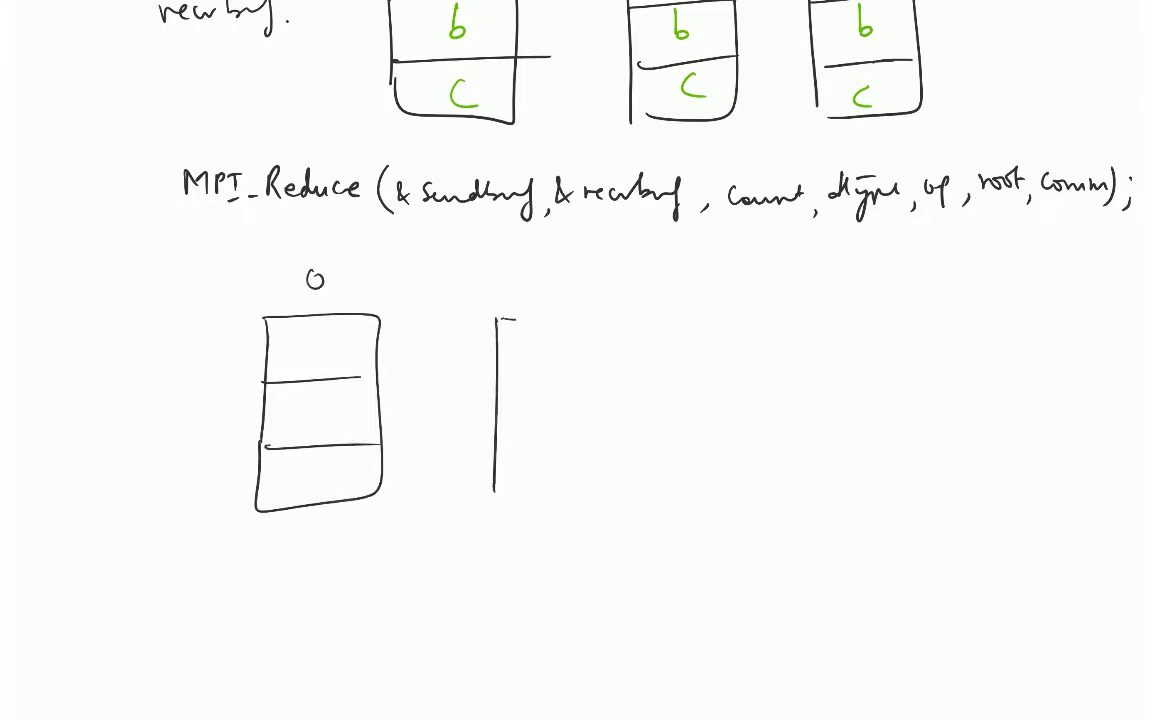 recvbuf.
b b b
c c c
MPI_Reduce (& sendbuf, & recvbuf, count, dtype, op, root, comm);
0